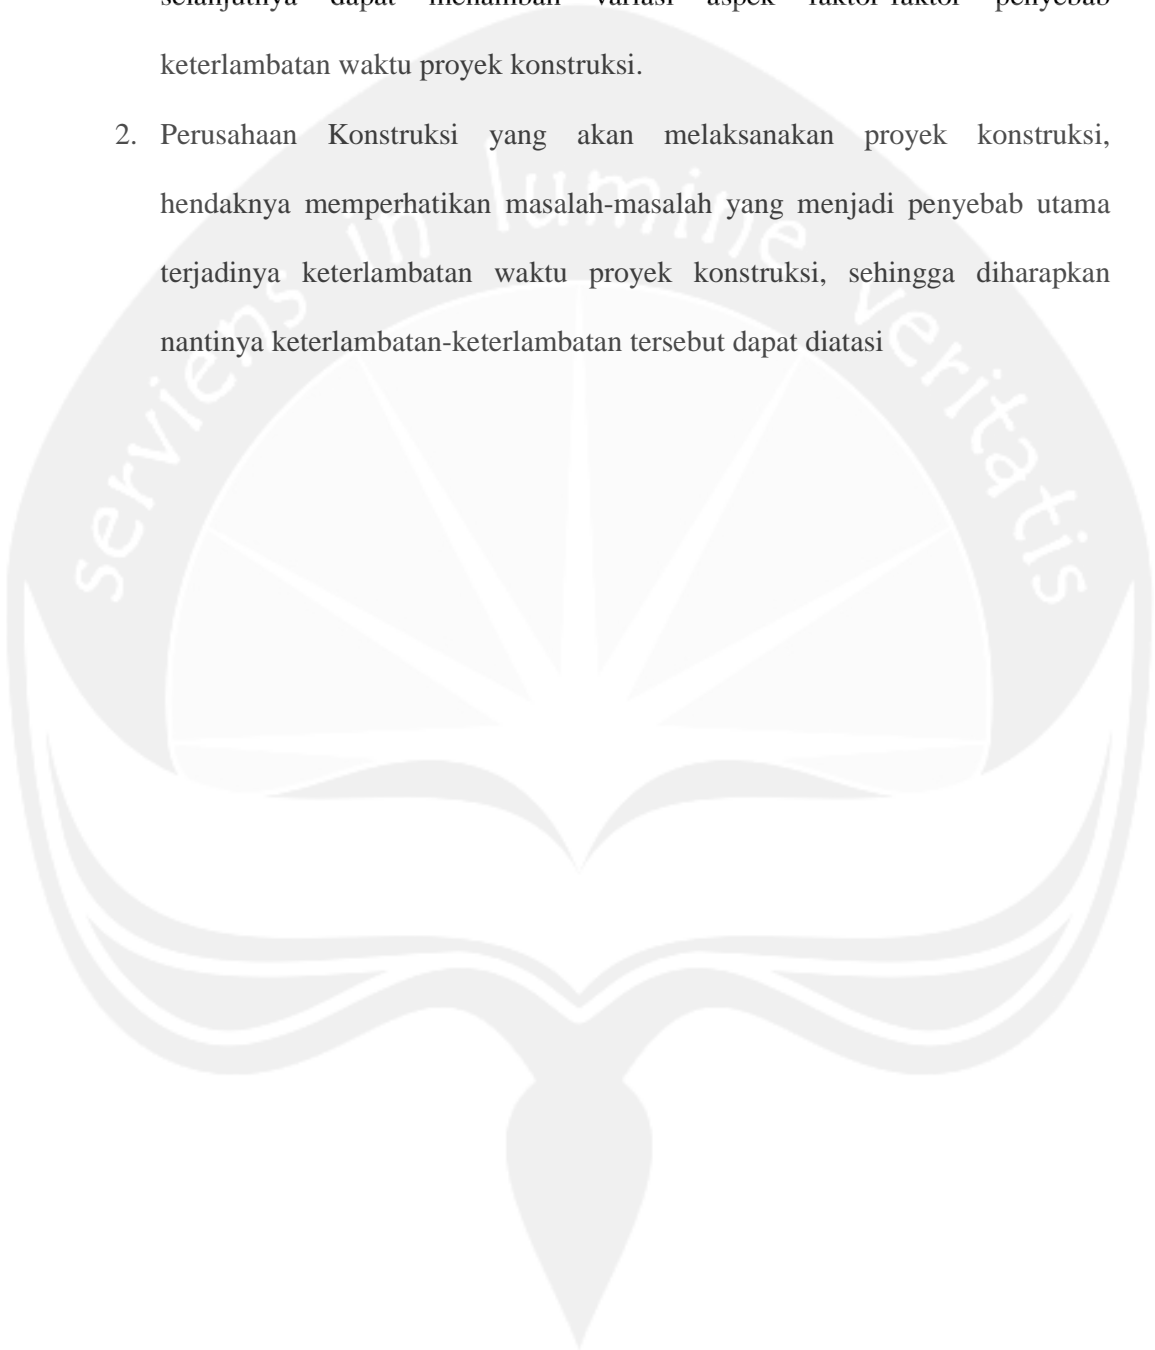 selanjutnya dapat menambah variasi aspek faktor-faktor penyebab
keterlambatan waktu proyek konstruksi.
2. Perusahaan Konstruksi yang akan melaksanakan proyek konstruksi,
hendaknya memperhatikan masalah-masalah yang menjadi penyebab utama
terjadinya keterlambatan waktu proyek konstruksi, sehingga diharapkan
nantinya keterlambatan-keterlambatan tersebut dapat diatasi
serviens in lumine veritatis